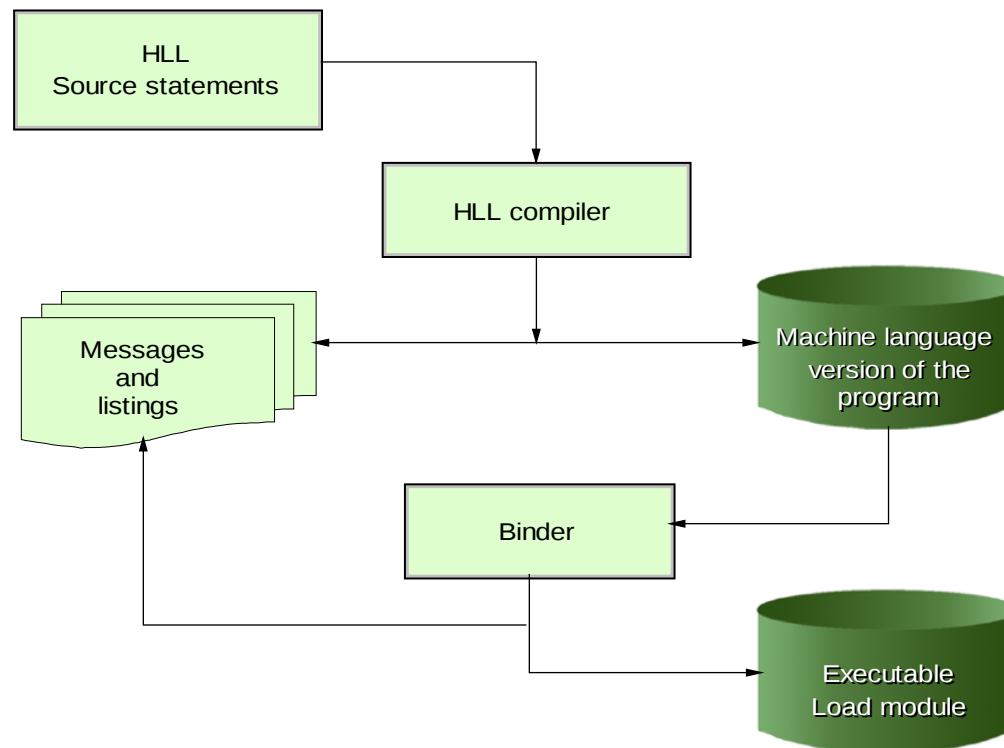 HLL
Source statements
HLL compiler
Messages
and
listings
Machine language
version of the
program
Binder
Executable
Load module